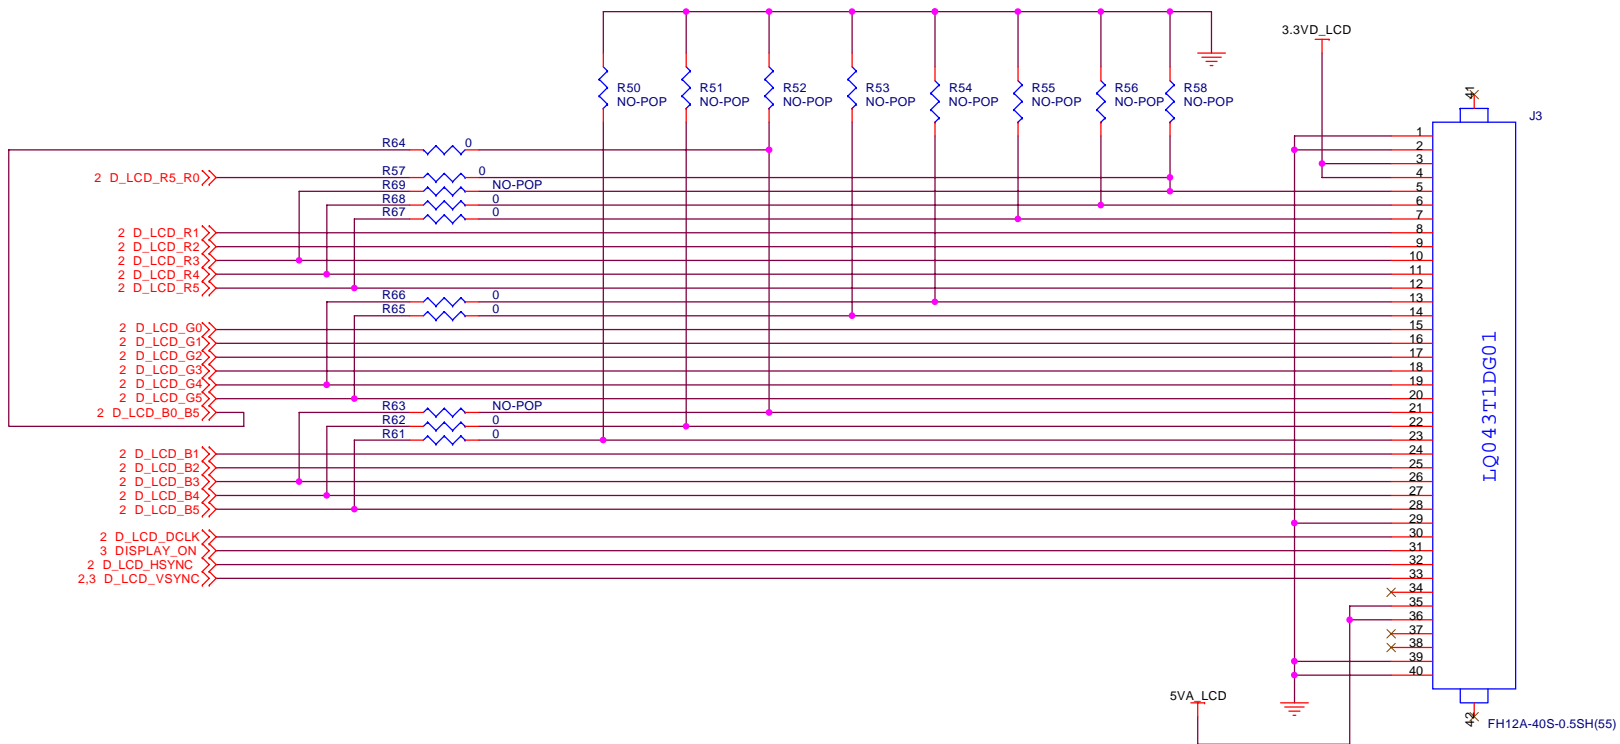 3.3VD_LCD
R50 NO-POP
R51 NO-POP
R52 NO-POP
R53 NO-POP
R54 NO-POP
R55 NO-POP
R56 NO-POP
R58 NO-POP
41
J3
R64 0
2 D_LCD_R5_R0
R57 0
R69 NO-POP
R68 0
R67 0
2 D_LCD_R1
2 D_LCD_R2
2 D_LCD_R3
2 D_LCD_R4
2 D_LCD_R5
R66 0
R65 0
2 D_LCD_G0
2 D_LCD_G1
2 D_LCD_G2
2 D_LCD_G3
2 D_LCD_G4
2 D_LCD_G5
2 D_LCD_B0_B5
R63 NO-POP
R62 0
R61 0
2 D_LCD_B1
2 D_LCD_B2
2 D_LCD_B3
2 D_LCD_B4
2 D_LCD_B5
2 D_LCD_DCLK
3 DISPLAY_ON
2 D_LCD_HSYNC
2,3 D_LCD_VSYNC
1
2
3
4
5
6
7
8
9
10
11
12
13
14
15
16
17
18
19
20
21
22
23
24
25
26
27
28
29
30
31
32
33
34
35
36
37
38
39
40
LQ043T1DG01
5VA_LCD
42
FH12A-40S-0.5SH(55)